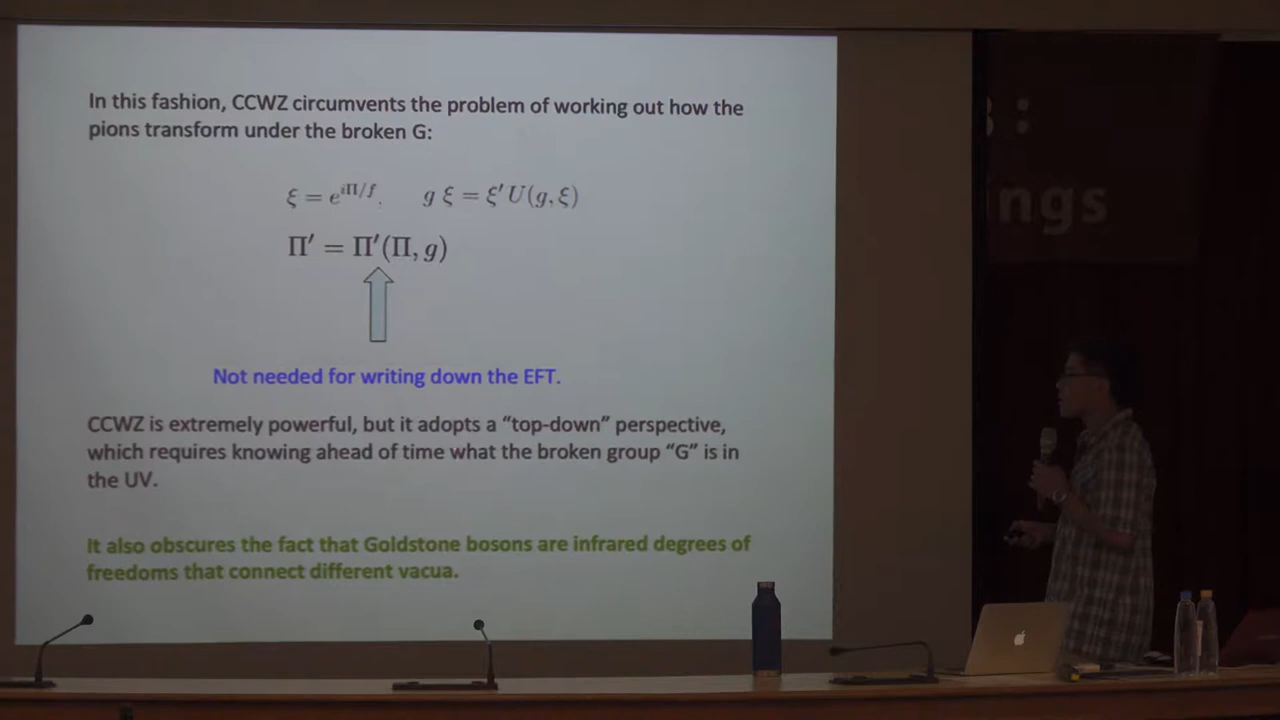 In this fashion, CCWZ circumvents the problem of working out how the
pions transform under the broken G:
ξ = e^{iΠ/f}, g ξ = ξ′ U(g, ξ)
Π′ = Π′(Π, g)
Not needed for writing down the EFT.
CCWZ is extremely powerful, but it adopts a “top-down” perspective,
which requires knowing ahead of time what the broken group “G” is in
the UV.
It also obscures the fact that Goldstone bosons are infrared degrees of
freedoms that connect different vacua.
ngs